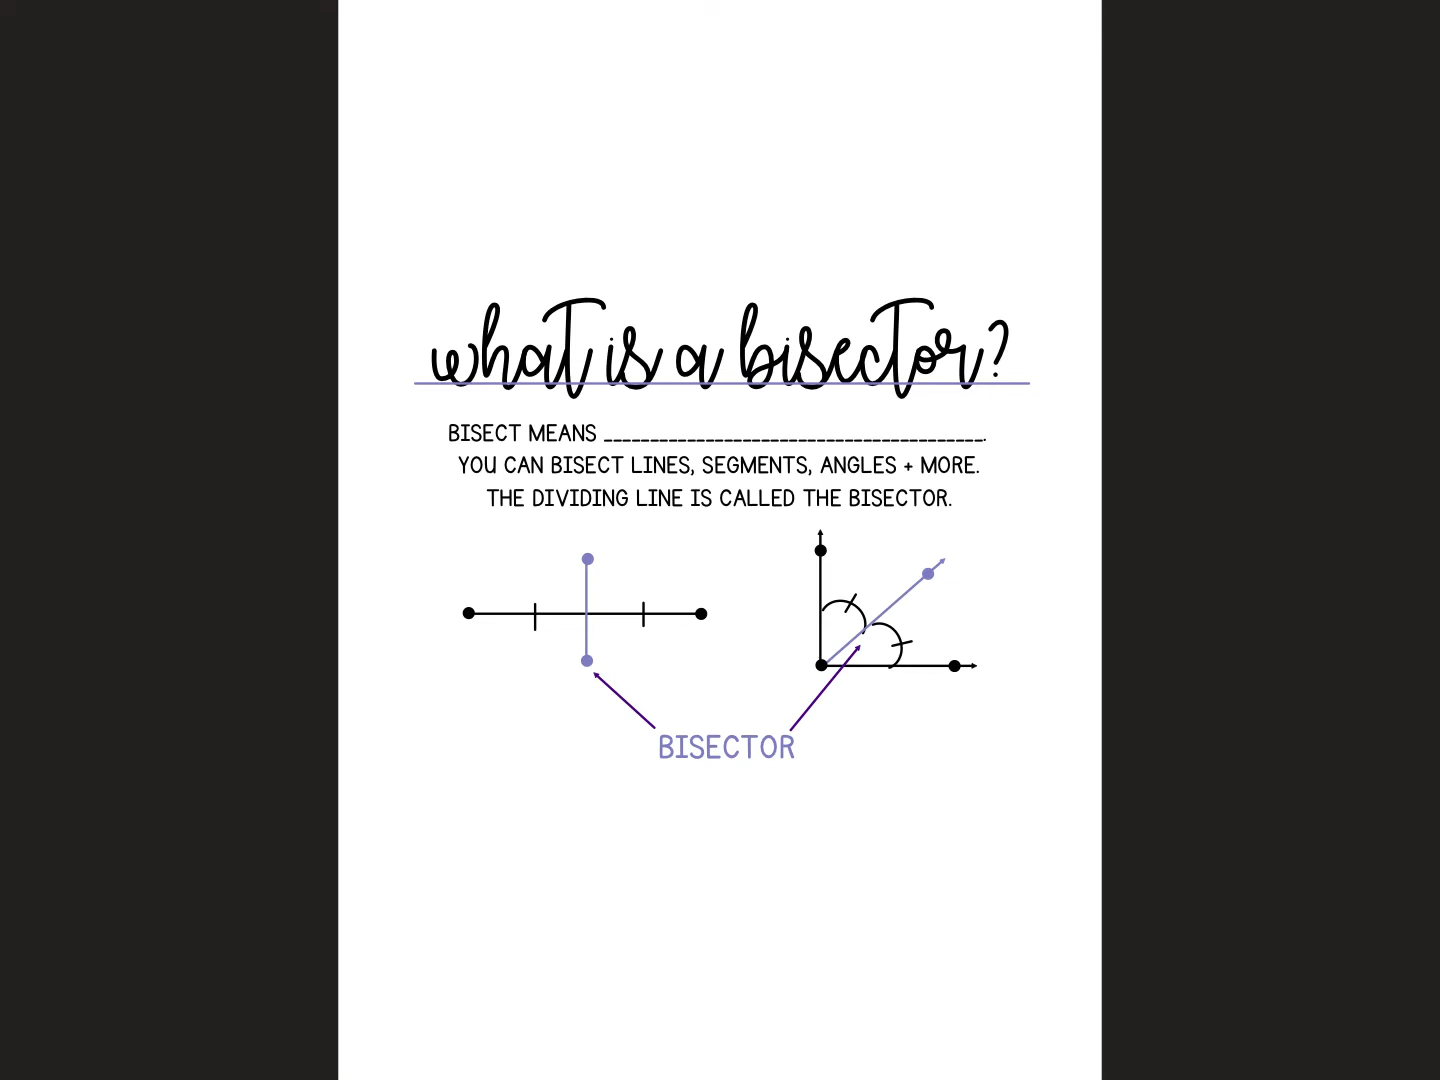 what is a bisector?
BISECT MEANS _________________________________________.
YOU CAN BISECT LINES, SEGMENTS, ANGLES + MORE.
THE DIVIDING LINE IS CALLED THE BISECTOR.
BISECTOR